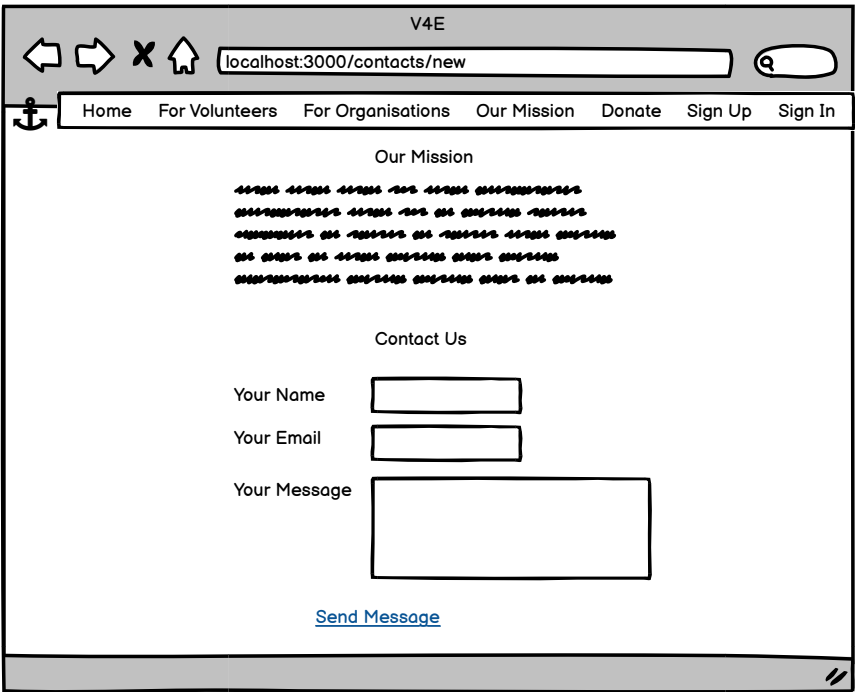 V4E
localhost:3000/contacts/new
Home For Volunteers For Organisations Our Mission Donate Sign Up Sign In
Our Mission
Contact Us
Your Name
Your Email
Your Message
Send Message